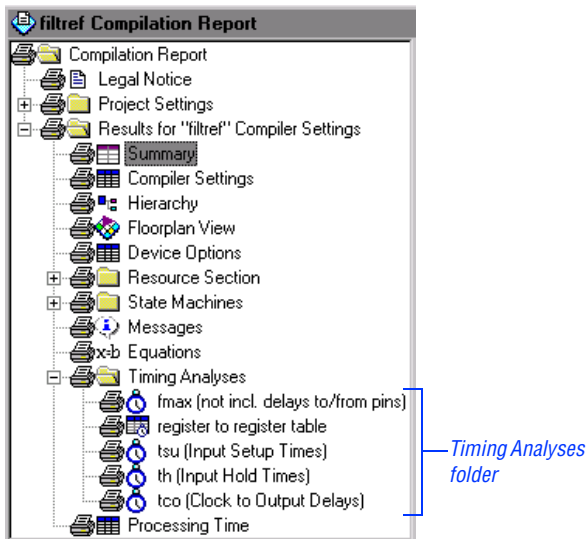 filtref Compilation Report
Compilation Report
Legal Notice
Project Settings
Results for "filtref" Compiler Settings
Summary
Compiler Settings
Hierarchy
Floorplan View
Device Options
Resource Section
State Machines
Messages
x=b Equations
Timing Analyses
fmax (not incl. delays to/from pins)
register to register table
tsu (Input Setup Times)
th (Input Hold Times)
tco (Clock to Output Delays)
Processing Time
Timing Analyses
folder